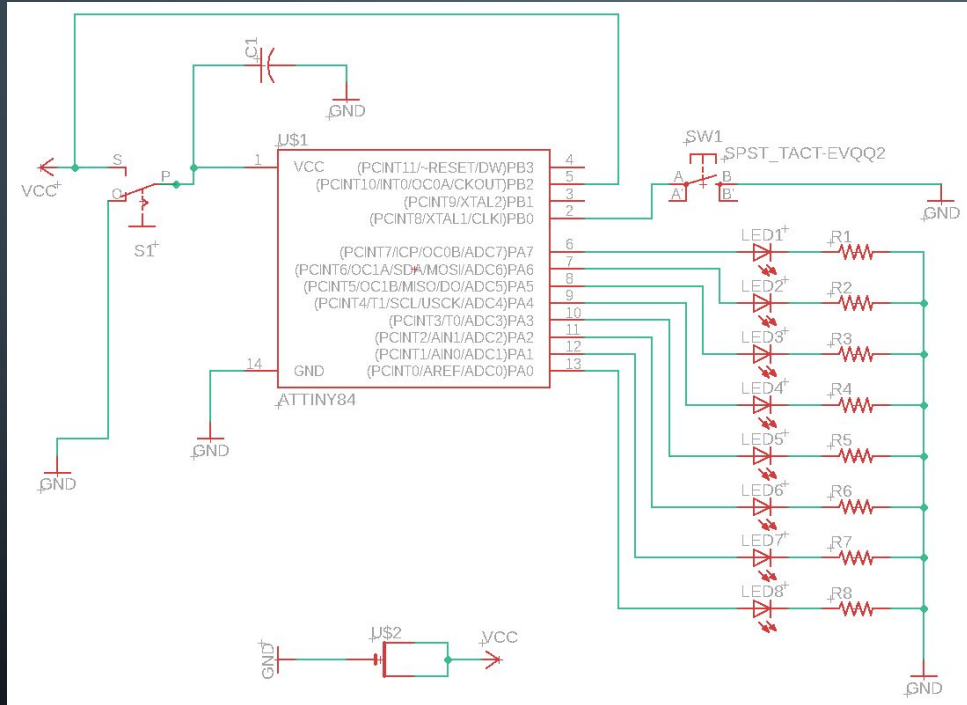 C1
GND
U$1
1
VCC
(PCINT11/~RESET/DW)PB3
4
(PCINT10/INT0/OC0A/CKOUT)PB2
5
(PCINT9/XTAL2)PB1
3
(PCINT8/XTAL1/CLKI)PB0
2
(PCINT7/ICP/OC0B/ADC7)PA7
6
(PCINT6/OC1A/SDA/MOSI/ADC6)PA6
7
(PCINT5/OC1B/MISO/DO/ADC5)PA5
8
(PCINT4/T1/SCL/USCK/ADC4)PA4
9
(PCINT3/T0/ADC3)PA3
10
(PCINT2/AIN1/ADC2)PA2
11
(PCINT1/AIN0/ADC1)PA1
12
14
GND
(PCINT0/AREF/ADC0)PA0
13
ATTINY84
VCC
S
P
O
S1
GND
GND
SW1
SPST_TACT-EVQQ2
A
B
A'
B'
GND
LED1
R1
LED2
R2
LED3
R3
LED4
R4
LED5
R5
LED6
R6
LED7
R7
LED8
R8
GND
GND
U$2
VCC